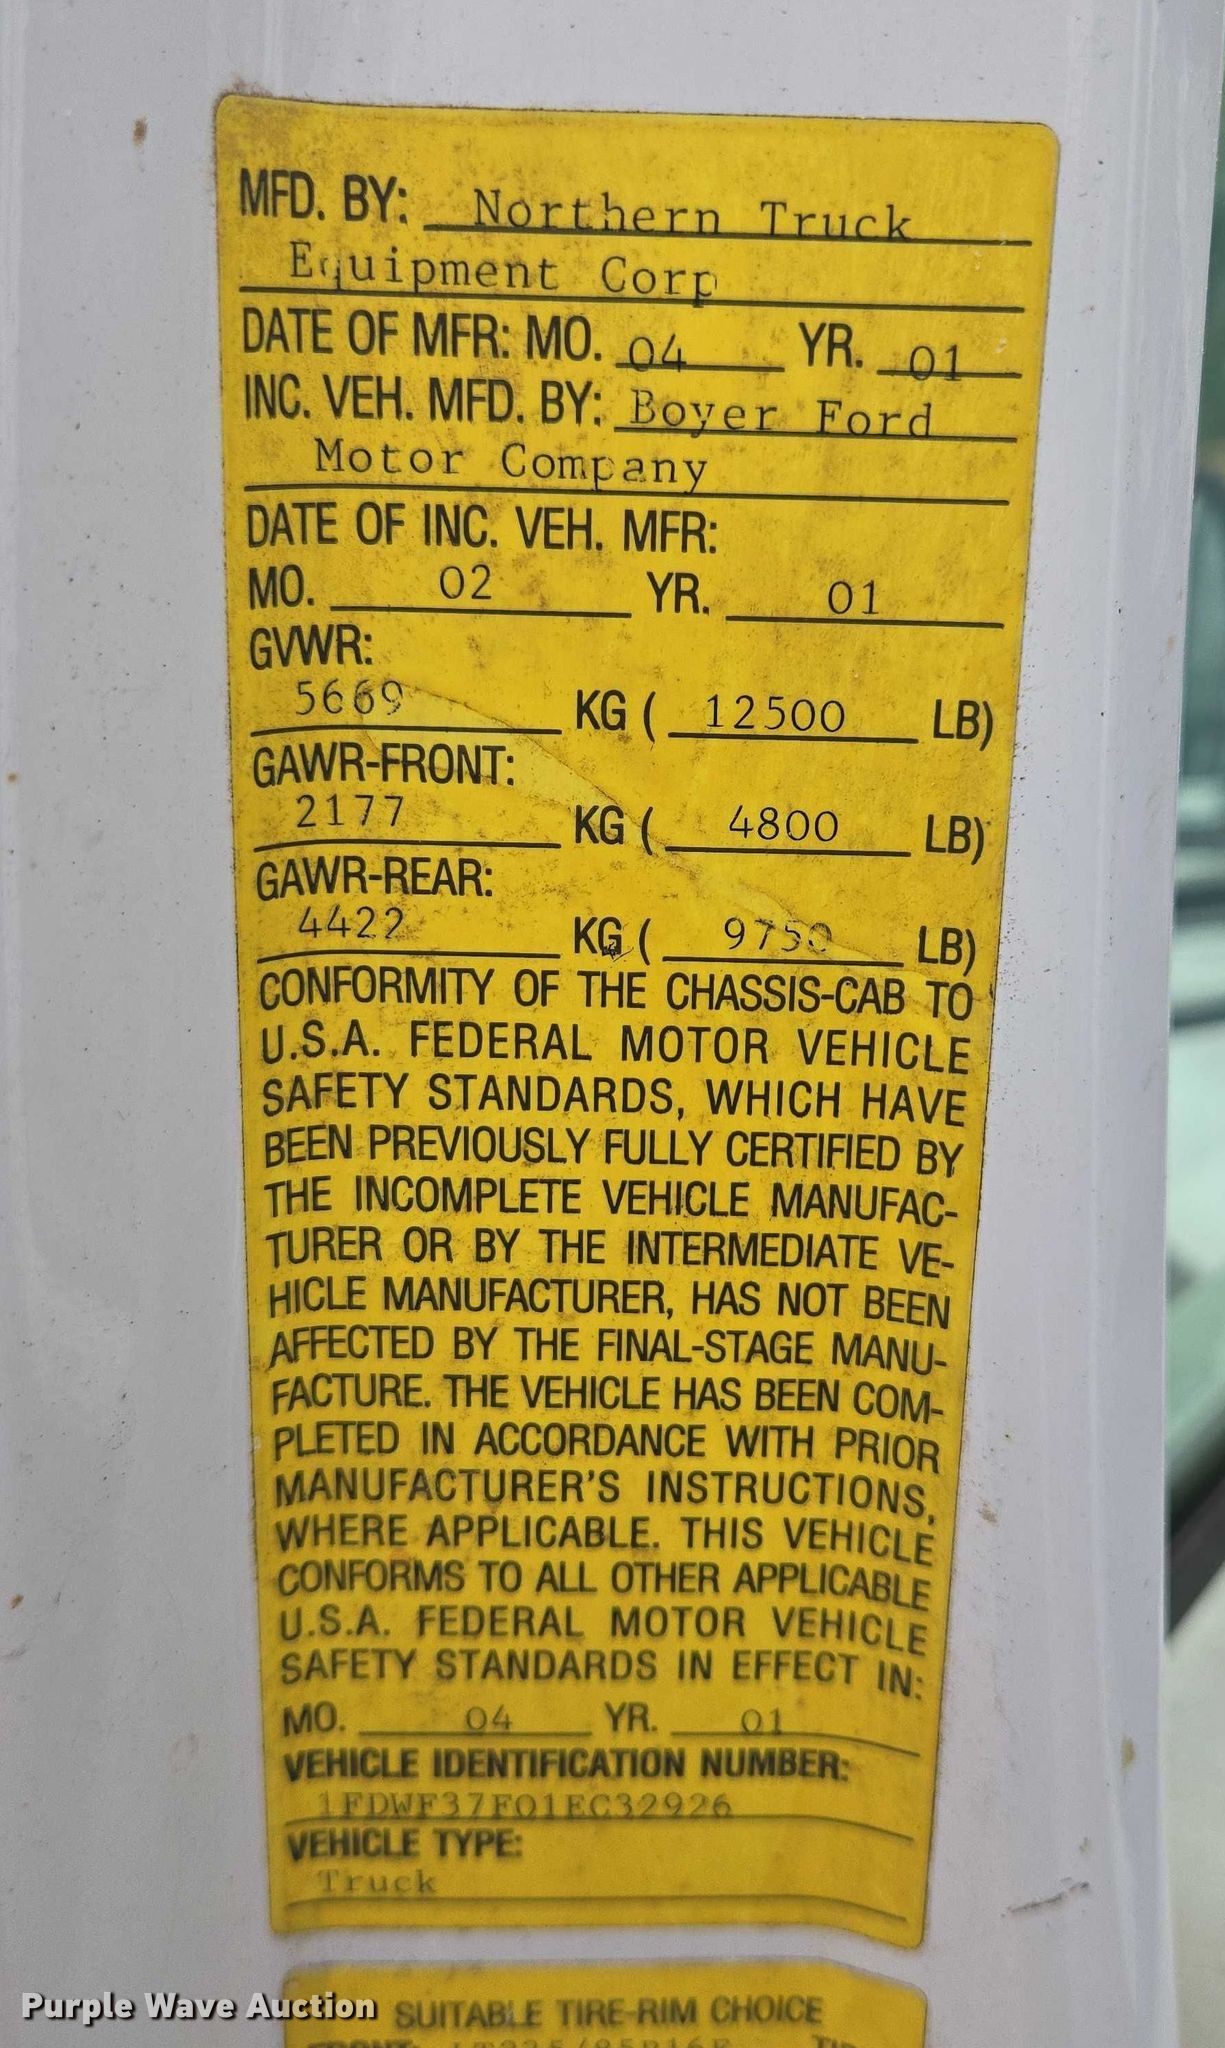 MFD. BY: Northern Truck
Equipment Corp
DATE OF MFR: MO. 04 YR. 01
INC. VEH. MFD. BY: Boyer Ford
Motor Company
DATE OF INC. VEH. MFR:
MO. 02 YR. 01
GVWR:
5669 KG ( 12500 LB)
GAWR-FRONT:
2177 KG ( 4800 LB)
GAWR-REAR:
4422 KG ( 9750 LB)
CONFORMITY OF THE CHASSIS-CAB TO
U.S.A. FEDERAL MOTOR VEHICLE
SAFETY STANDARDS, WHICH HAVE
BEEN PREVIOUSLY FULLY CERTIFIED BY
THE INCOMPLETE VEHICLE MANUFAC-
TURER OR BY THE INTERMEDIATE VE-
HICLE MANUFACTURER, HAS NOT BEEN
AFFECTED BY THE FINAL-STAGE MANU-
FACTURE. THE VEHICLE HAS BEEN COM-
PLETED IN ACCORDANCE WITH PRIOR
MANUFACTURER'S INSTRUCTIONS,
WHERE APPLICABLE. THIS VEHICLE
CONFORMS TO ALL OTHER APPLICABLE
U.S.A. FEDERAL MOTOR VEHICLE
SAFETY STANDARDS IN EFFECT IN:
MO. 04 YR. 01
VEHICLE IDENTIFICATION NUMBER:
1FDWF37F01EC32926
VEHICLE TYPE:
Truck
SUITABLE TIRE-RIM CHOICE
Purple Wave Auction